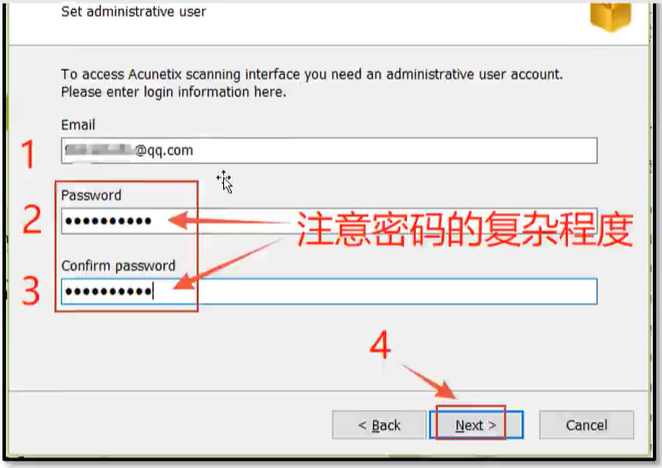 Set administrative user
To access Acunetix scanning interface you need an administrative user account.
Please enter login information here.
Email
1
@qq.com
Password
2
●●●●●●●●●●
注意密码的复杂程度
Confirm password
3
●●●●●●●●●●
4
< Back
Next >
Cancel